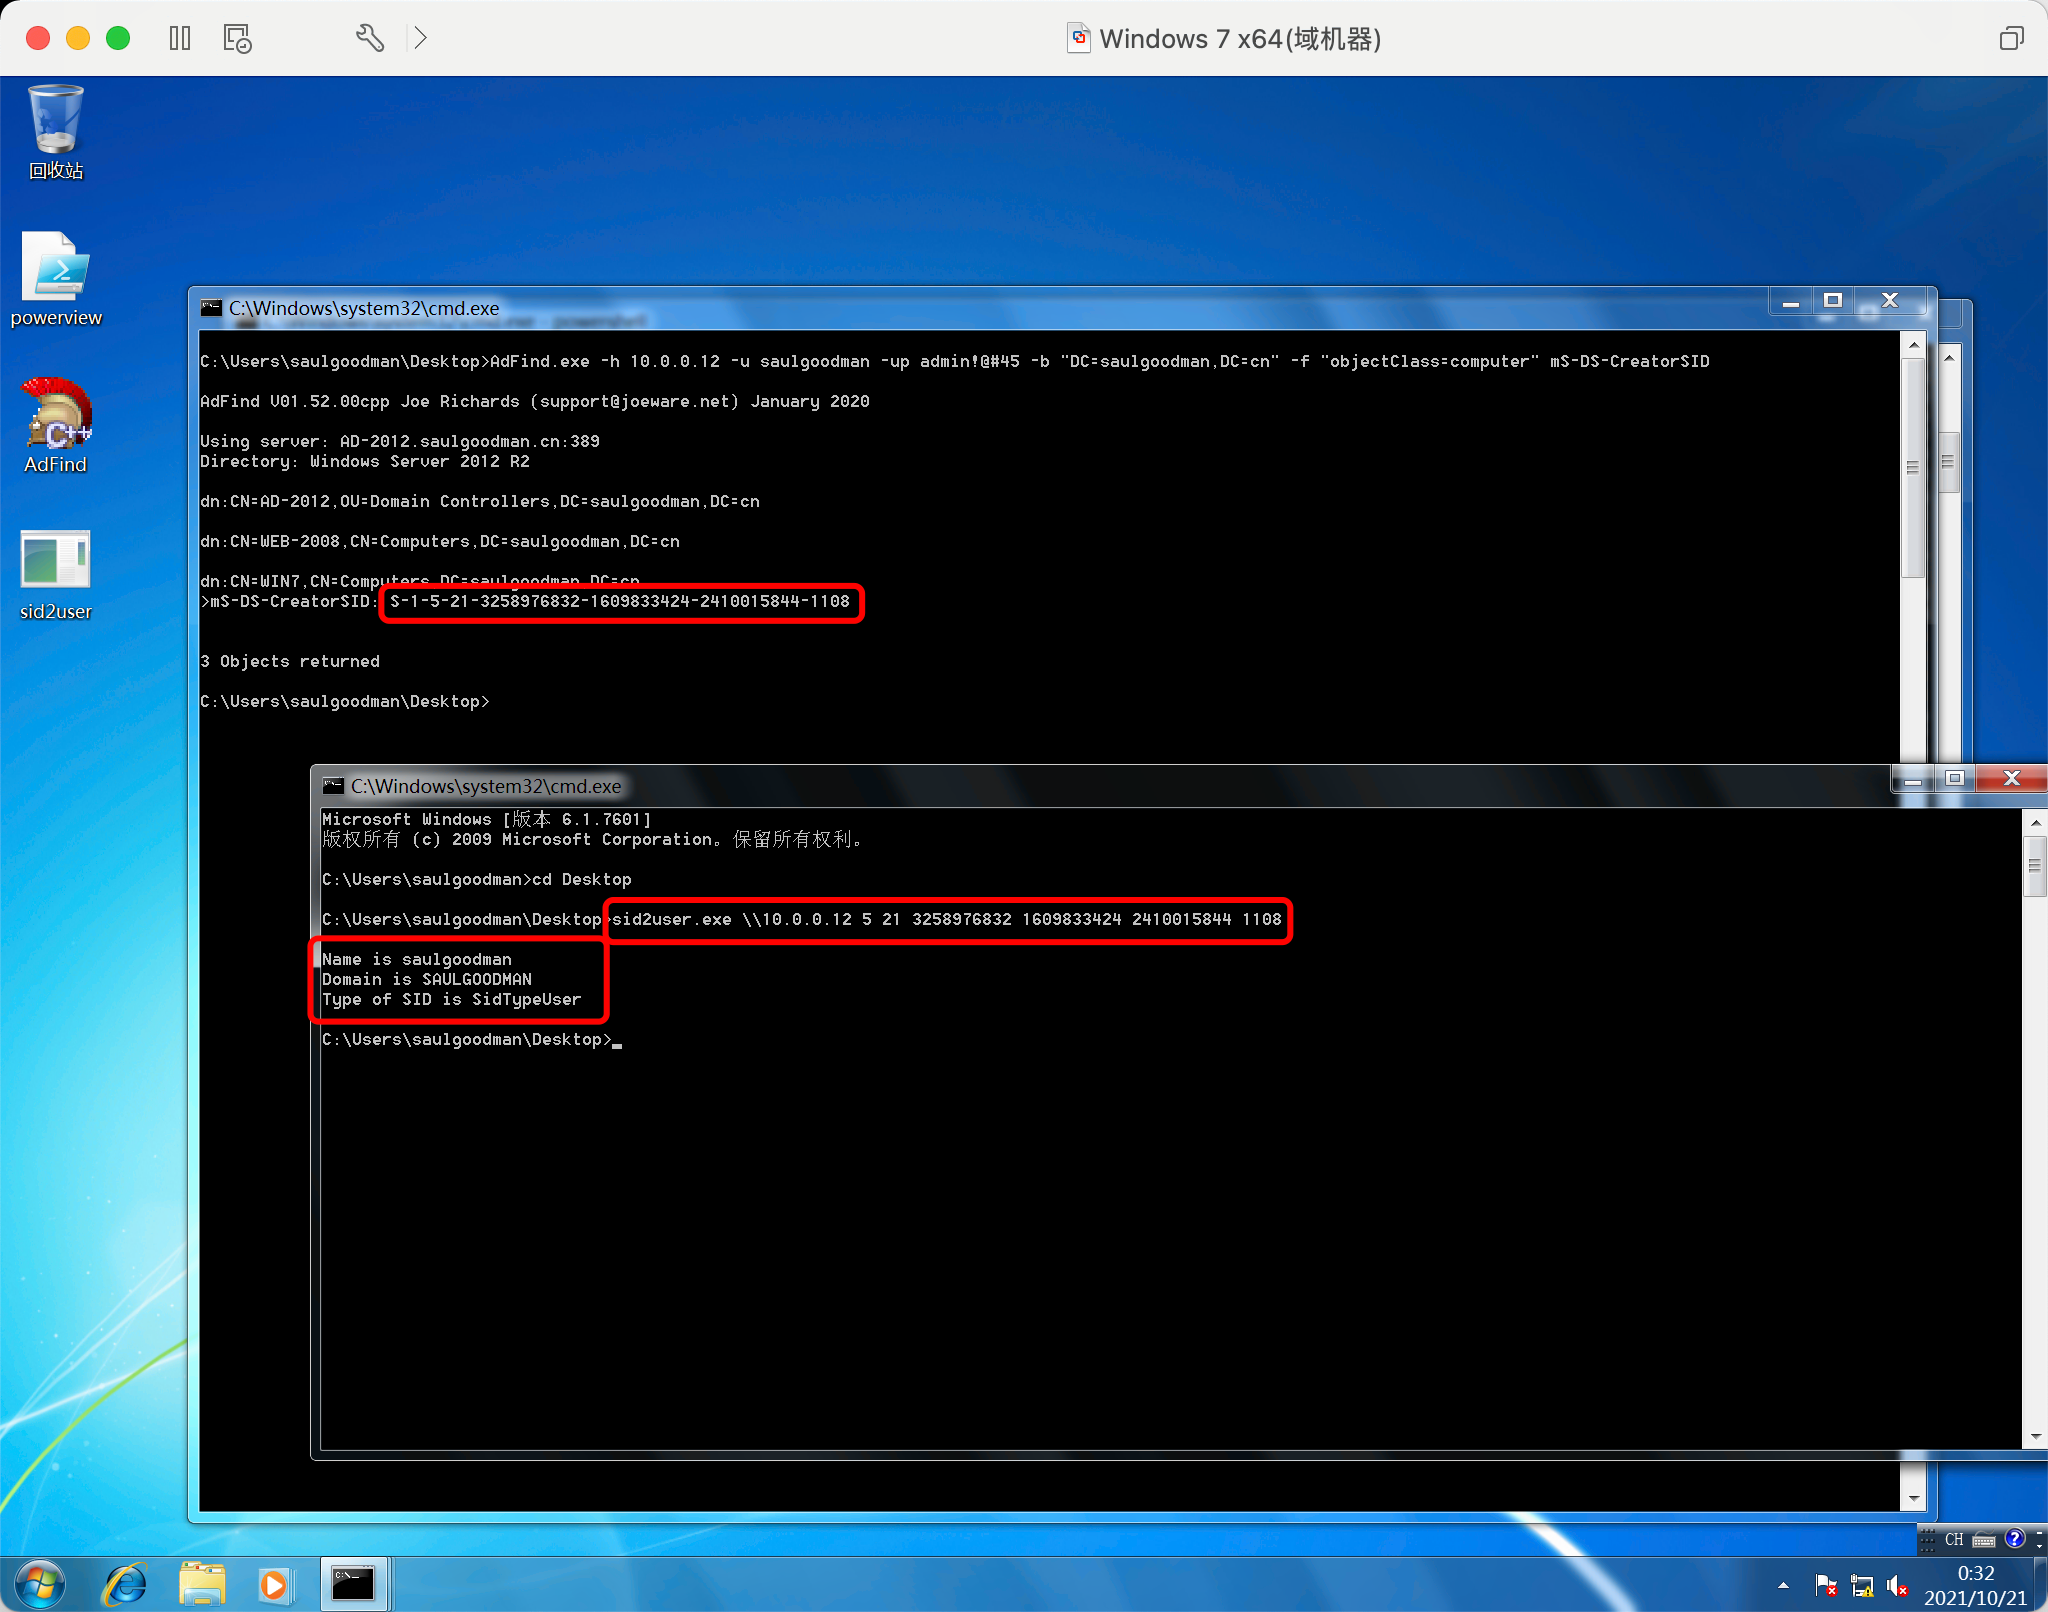 Windows 7 x64(域机器)
回收站
powerview
AdFind
sid2user
C:\Windows\system32\cmd.exe
C:\Users\saulgoodman\Desktop>AdFind.exe -h 10.0.0.12 -u saulgoodman -up admin!@#45 -b "DC=saulgoodman,DC=cn" -f "objectClass=computer" mS-DS-CreatorSID
AdFind V01.52.00cpp Joe Richards (support@joeware.net) January 2020
Using server: AD-2012.saulgoodman.cn:389
Directory: Windows Server 2012 R2
dn:CN=AD-2012,OU=Domain Controllers,DC=saulgoodman,DC=cn
dn:CN=WEB-2008,CN=Computers,DC=saulgoodman,DC=cn
dn:CN=WIN7,CN=Computers,DC=saulgoodman,DC=cn
>mS-DS-CreatorSID: S-1-5-21-3258976832-1609833424-2410015844-1108
3 Objects returned
C:\Users\saulgoodman\Desktop>
C:\Windows\system32\cmd.exe
Microsoft Windows [版本 6.1.7601]
版权所有 (c) 2009 Microsoft Corporation。保留所有权利。
C:\Users\saulgoodman>cd Desktop
C:\Users\saulgoodman\Desktop>sid2user.exe \\10.0.0.12 5 21 3258976832 1609833424 2410015844 1108
Name is saulgoodman
Domain is SAULGOODMAN
Type of SID is SidTypeUser
C:\Users\saulgoodman\Desktop>
CH
0:32
2021/10/21